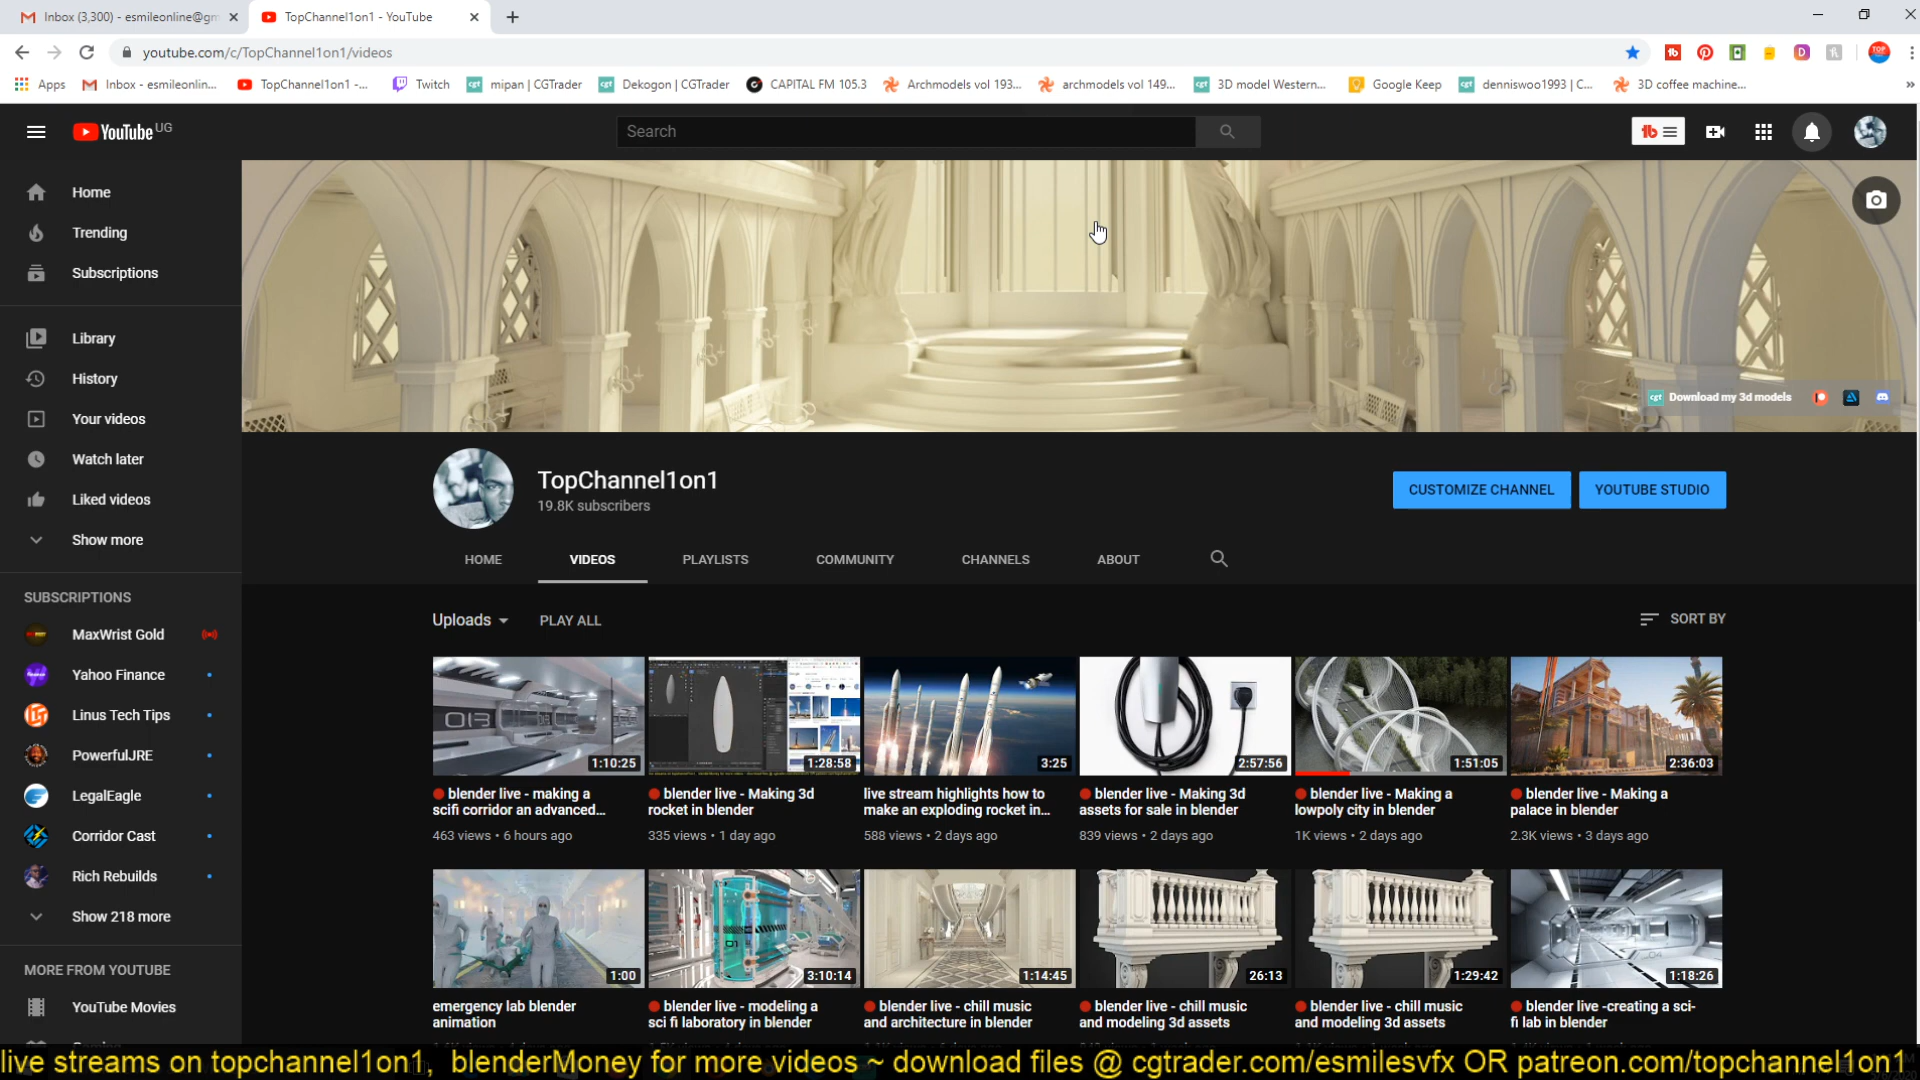 Inbox (3,300) - esmileonline@gm
TopChannel1on1 - YouTube
youtube.com/c/TopChannel1on1/videos
Apps
Inbox - esmileonlin...
TopChannel1on1 -...
Twitch
mipan | CGTrader
Dekogon | CGTrader
CAPITAL FM 105.3
Archmodels vol 193...
archmodels vol 149...
3D model Western...
Google Keep
denniswoo1993 | C...
3D coffee machine...
YouTube UG
Search
Home
Trending
Subscriptions
Library
History
Your videos
Watch later
Liked videos
Show more
SUBSCRIPTIONS
MaxWrist Gold
Yahoo Finance
Linus Tech Tips
PowerfulJRE
LegalEagle
Corridor Cast
Rich Rebuilds
Show 218 more
MORE FROM YOUTUBE
YouTube Movies
Download my 3d models
TopChannel1on1
19.8K subscribers
CUSTOMIZE CHANNEL
YOUTUBE STUDIO
HOME
VIDEOS
PLAYLISTS
COMMUNITY
CHANNELS
ABOUT
Uploads
PLAY ALL
SORT BY
1:10:25
blender live - making a
scifi corridor an advanced...
463 views • 6 hours ago
1:28:58
blender live - Making 3d
rocket in blender
335 views • 1 day ago
3:25
live stream highlights how to
make an exploding rocket in...
588 views • 2 days ago
2:57:56
blender live - Making 3d
assets for sale in blender
839 views • 2 days ago
1:51:05
blender live - Making a
lowpoly city in blender
1K views • 2 days ago
2:36:03
blender live - Making a
palace in blender
2.3K views • 3 days ago
1:00
emergency lab blender
animation
3:10:14
blender live - modeling a
sci fi laboratory in blender
1:14:45
blender live - chill music
and architecture in blender
26:13
blender live - chill music
and modeling 3d assets
1:29:42
blender live - chill music
and modeling 3d assets
1:18:26
blender live -creating a sci-
fi lab in blender
live streams on topchannel1on1, blenderMoney for more videos ~ download files @ cgtrader.com/esmilesvfx OR patreon.com/topchannel1on1